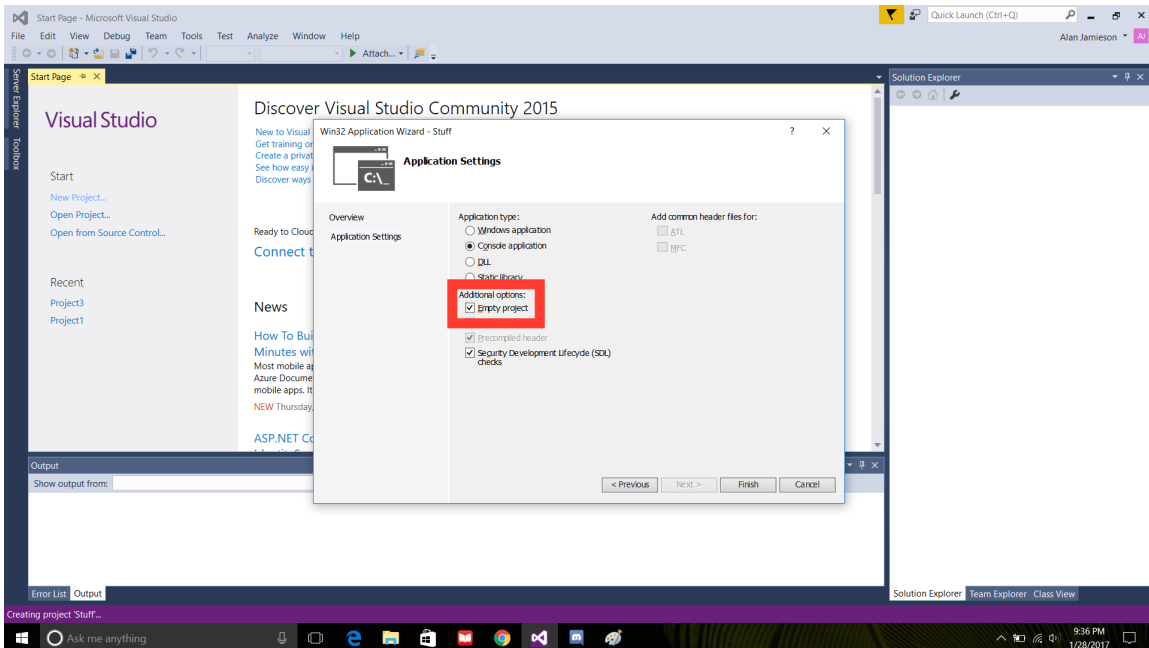 Start Page - Microsoft Visual Studio
Quick Launch (Ctrl+Q)
File Edit View Debug Team Tools Test Analyze Window Help
Alan Jamieson AJ
Attach...
Server Explorer
Toolbox
Start Page
Visual Studio
Start
New Project...
Open Project...
Open from Source Control...
Recent
Project3
Project1
Discover Visual Studio Community 2015
New to Visual
Get training or
Create a privat
See how easy i
Discover ways
Ready to Cloud
Connect t
News
How To Bui
Minutes wit
Most mobile ap
Azure Docume
mobile apps. It
NEW Thursday,
ASP.NET Co
Win32 Application Wizard - Stuff
? 
C:\_
Application Settings
Overview
Application Settings
Application type:
Windows application
Console application
DLL
Static library
Additional options:
Empty project
Precompiled header
Security Development Lifecycle (SDL)
checks
Add common header files for:
ATL
MFC
< Previous Next > Finish Cancel
Solution Explorer
Output
Show output from:
Error List Output
Solution Explorer Team Explorer Class View
Creating project 'Stuff'...
Ask me anything
9:36 PM
1/28/2017